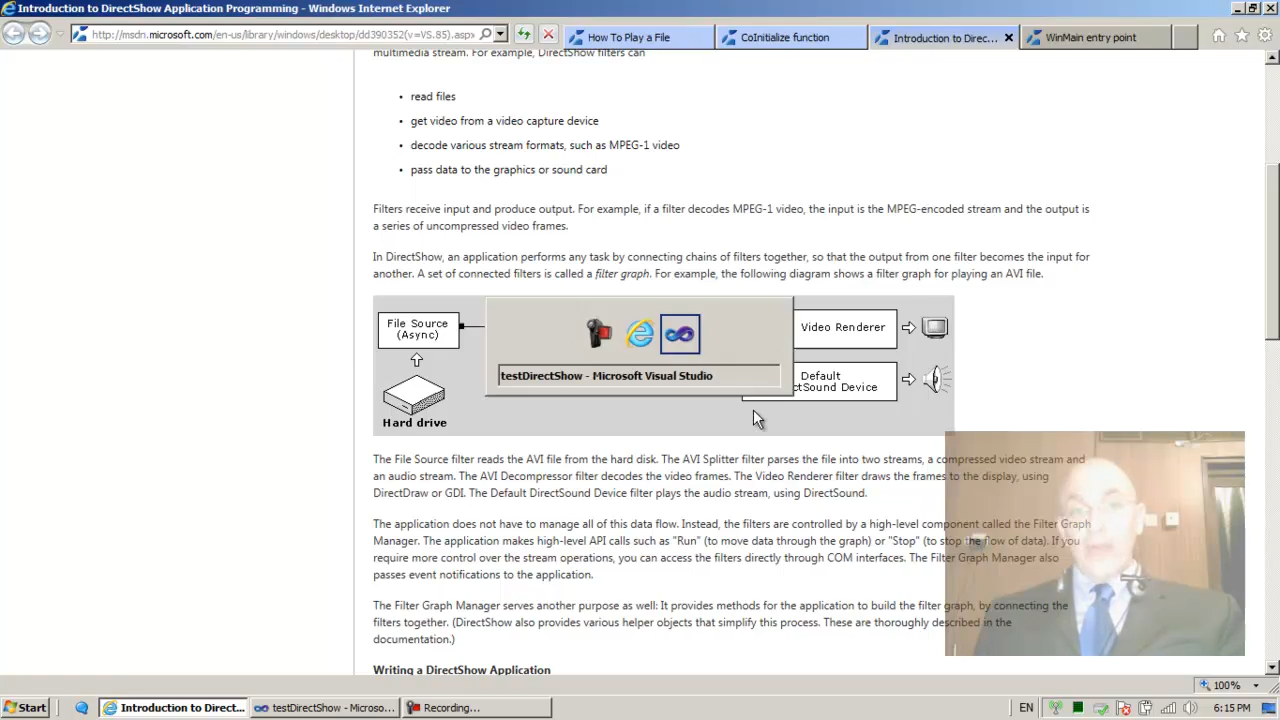 Introduction to DirectShow Application Programming - Windows Internet Explorer
http://msdn.microsoft.com/en-us/library/windows/desktop/dd390352(v=VS.85).aspx
How To Play a File
CoInitialize function
Introduction to Direc...
WinMain entry point
multimedia stream. For example, DirectShow filters can
• read files
• get video from a video capture device
• decode various stream formats, such as MPEG-1 video
• pass data to the graphics or sound card
Filters receive input and produce output. For example, if a filter decodes MPEG-1 video, the input is the MPEG-encoded stream and the output is
a series of uncompressed video frames.
In DirectShow, an application performs any task by connecting chains of filters together, so that the output from one filter becomes the input for
another. A set of connected filters is called a filter graph. For example, the following diagram shows a filter graph for playing an AVI file.
File Source
(Async)
Hard drive
testDirectShow - Microsoft Visual Studio
Video Renderer
Default
ctSound Device
The File Source filter reads the AVI file from the hard disk. The AVI Splitter filter parses the file into two streams, a compressed video stream and
an audio stream. The AVI Decompressor filter decodes the video frames. The Video Renderer filter draws the frames to the display, using
DirectDraw or GDI. The Default DirectSound Device filter plays the audio stream, using DirectSound.
The application does not have to manage all of this data flow. Instead, the filters are controlled by a high-level component called the Filter Graph
Manager. The application makes high-level API calls such as "Run" (to move data through the graph) or "Stop" (to stop the flow of data). If you
require more control over the stream operations, you can access the filters directly through COM interfaces. The Filter Graph Manager also
passes event notifications to the application.
The Filter Graph Manager serves another purpose as well: It provides methods for the application to build the filter graph, by connecting the
filters together. (DirectShow also provides various helper objects that simplify this process. These are thoroughly described in the
documentation.)
Writing a DirectShow Application
100%
Start
Introduction to Direct...
testDirectShow - Microso...
Recording...
EN
6:15 PM